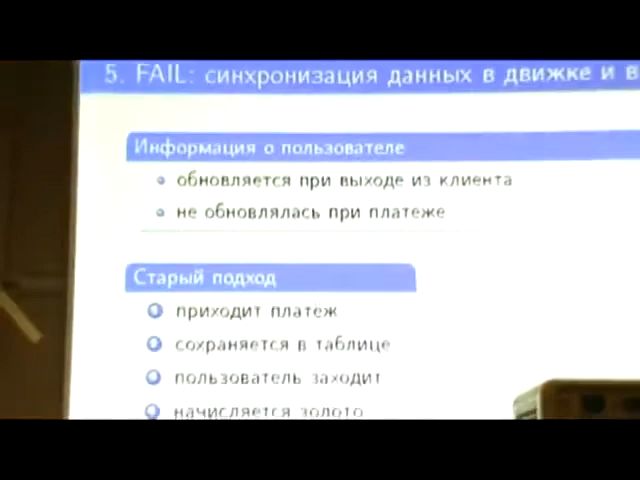 5. FAIL: синхронизация данных в движке и в
Информация о пользователе
обновляется при выходе из клиента
не обновлялась при платеже
Старый подход
приходит платеж
сохраняется в таблице
пользователь заходит
начисляется золото